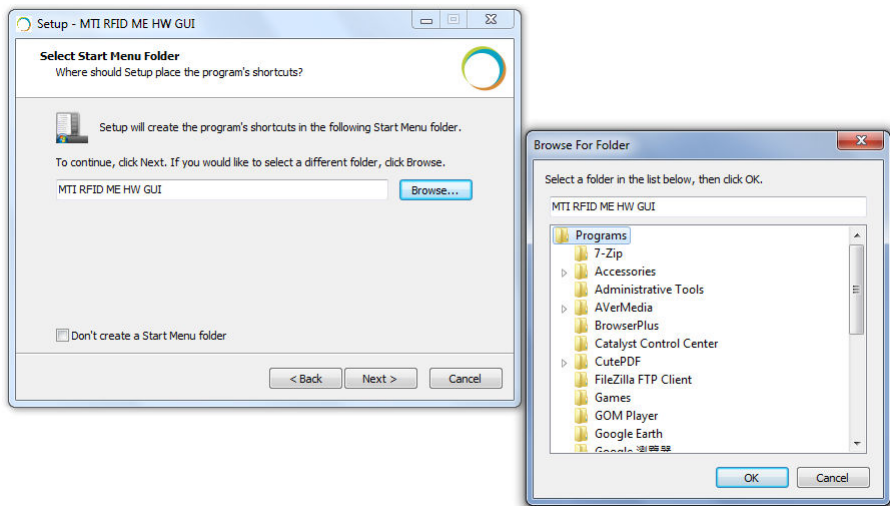 Setup - MTI RFID ME HW GUI
Select Start Menu Folder
Where should Setup place the program's shortcuts?
Setup will create the program's shortcuts in the following Start Menu folder.
To continue, click Next. If you would like to select a different folder, click Browse.
MTI RFID ME HW GUI
Browse...
Don't create a Start Menu folder
< Back
Next >
Cancel
Browse For Folder
Select a folder in the list below, then click OK.
MTI RFID ME HW GUI
Programs
7-Zip
Accessories
Administrative Tools
AVerMedia
BrowserPlus
Catalyst Control Center
CutePDF
FileZilla FTP Client
Games
GOM Player
Google Earth
Google 瀏覽器
OK
Cancel